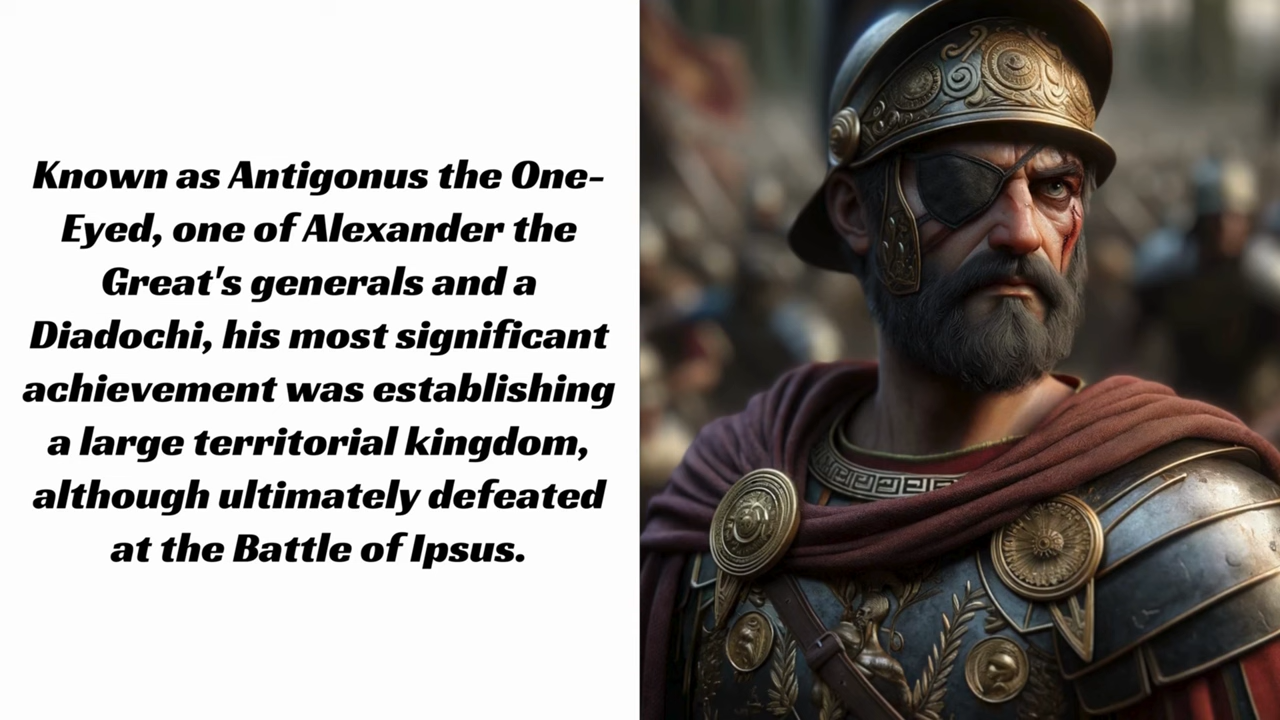 Known as Antigonus the One-
Eyed, one of Alexander the
Great's generals and a
Diadochi, his most significant
achievement was establishing
a large territorial kingdom,
although ultimately defeated
at the Battle of Ipsus.